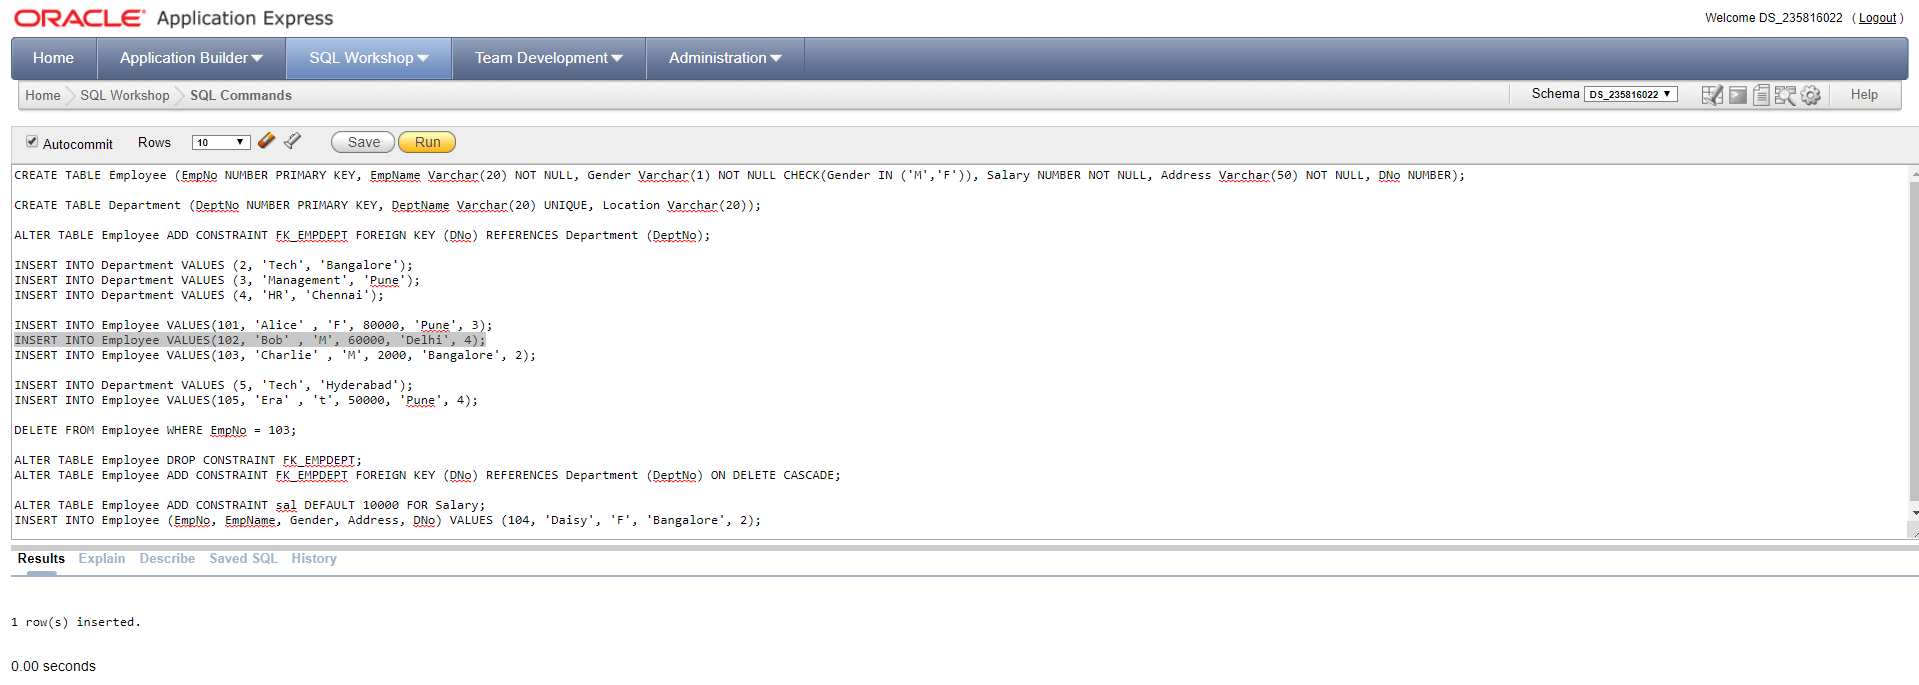 ORACLE Application Express
Welcome DS_235816022 ( Logout )
Home Application Builder SQL Workshop Team Development Administration
Home SQL Workshop SQL Commands Schema DS_235816022 Help
Autocommit Rows 10 Save Run
CREATE TABLE Employee (EmpNo NUMBER PRIMARY KEY, EmpName Varchar(20) NOT NULL, Gender Varchar(1) NOT NULL CHECK(Gender IN ('M','F')), Salary NUMBER NOT NULL, Address Varchar(50) NOT NULL, DNo NUMBER);
CREATE TABLE Department (DeptNo NUMBER PRIMARY KEY, DeptName Varchar(20) UNIQUE, Location Varchar(20));
ALTER TABLE Employee ADD CONSTRAINT FK_EMPDEPT FOREIGN KEY (DNo) REFERENCES Department (DeptNo);
INSERT INTO Department VALUES (2, 'Tech', 'Bangalore');
INSERT INTO Department VALUES (3, 'Management', 'Pune');
INSERT INTO Department VALUES (4, 'HR', 'Chennai');
INSERT INTO Employee VALUES(101, 'Alice' , 'F', 80000, 'Pune', 3);
INSERT INTO Employee VALUES(102, 'Bob' , 'M', 60000, 'Delhi', 4);
INSERT INTO Employee VALUES(103, 'Charlie' , 'M', 2000, 'Bangalore', 2);
INSERT INTO Department VALUES (5, 'Tech', 'Hyderabad');
INSERT INTO Employee VALUES(105, 'Era' , 't', 50000, 'Pune', 4);
DELETE FROM Employee WHERE EmpNo = 103;
ALTER TABLE Employee DROP CONSTRAINT FK_EMPDEPT;
ALTER TABLE Employee ADD CONSTRAINT FK_EMPDEPT FOREIGN KEY (DNo) REFERENCES Department (DeptNo) ON DELETE CASCADE;
ALTER TABLE Employee ADD CONSTRAINT sal DEFAULT 10000 FOR Salary;
INSERT INTO Employee (EmpNo, EmpName, Gender, Address, DNo) VALUES (104, 'Daisy', 'F', 'Bangalore', 2);
Results Explain Describe Saved SQL History
1 row(s) inserted.
0.00 seconds